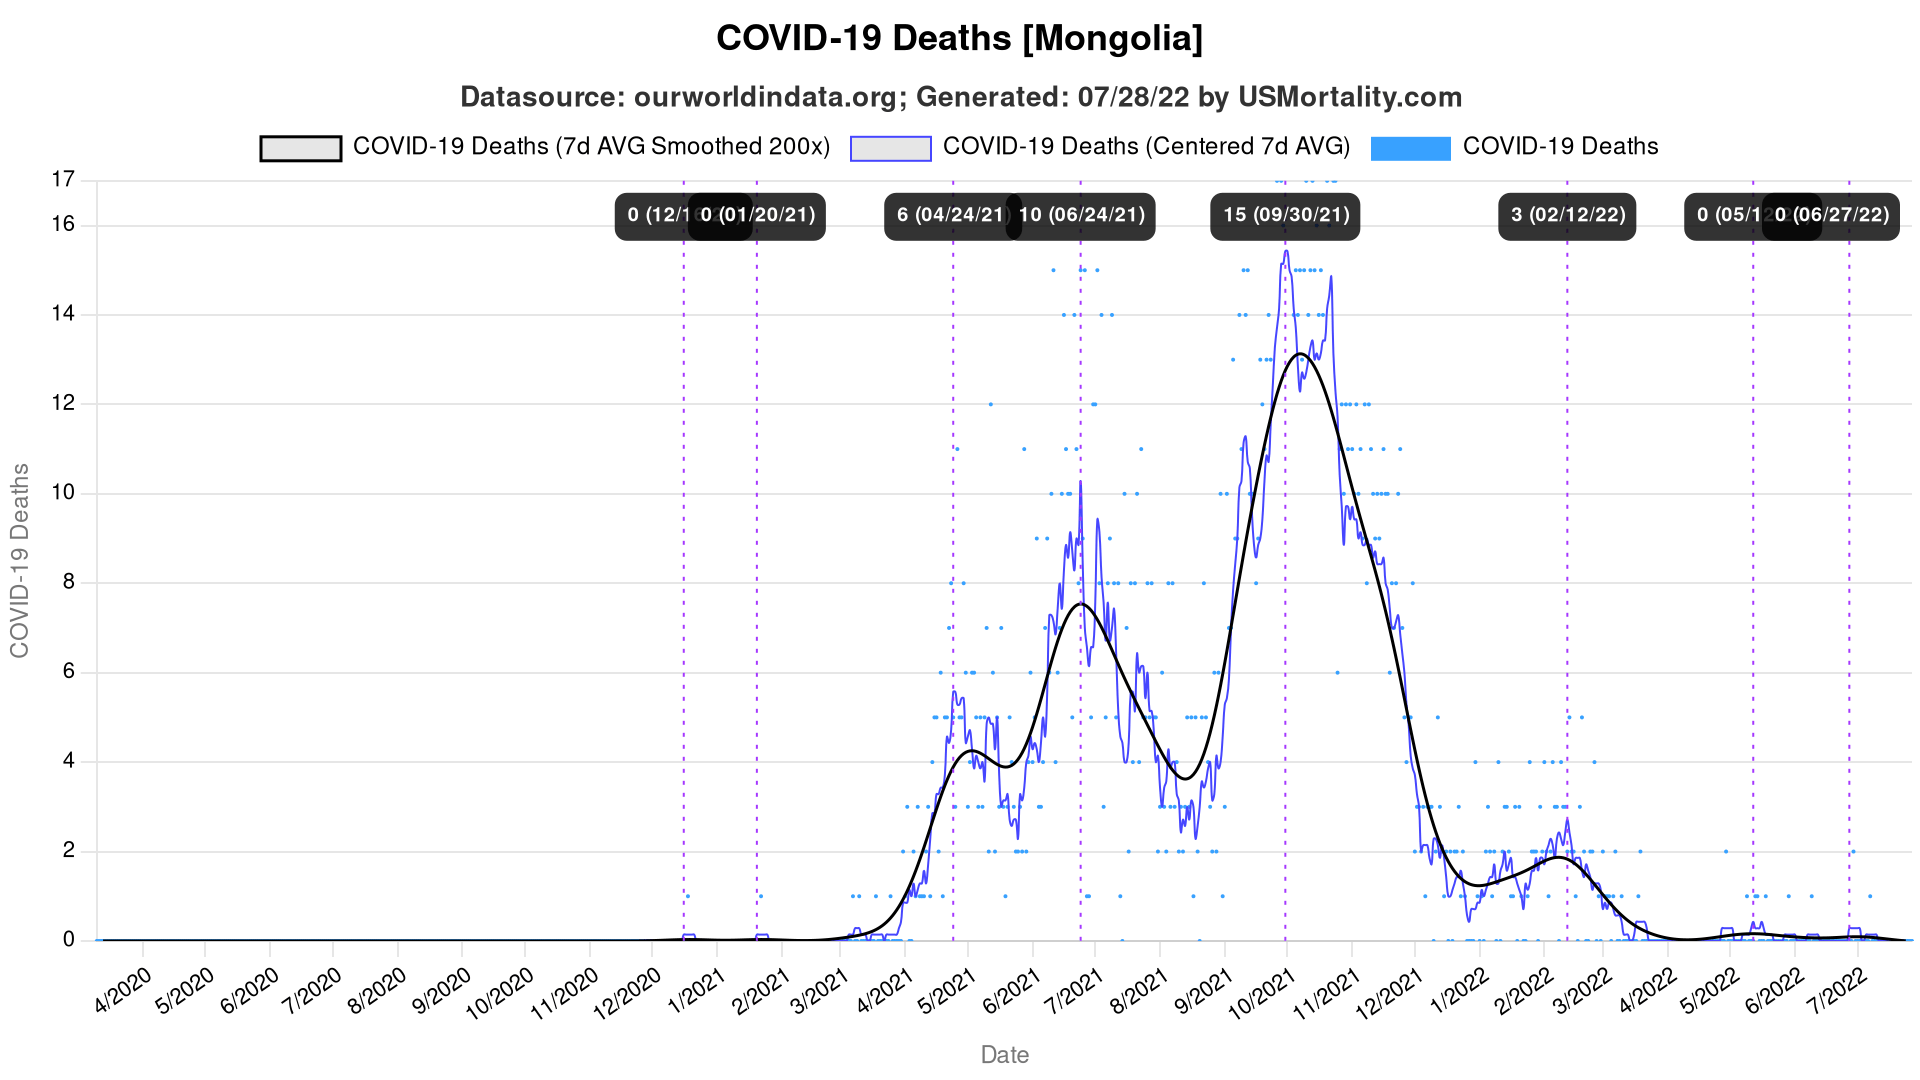 COVID-19 Deaths [Mongolia]
Datasource: ourworldindata.org; Generated: 07/28/22 by USMortality.com
COVID-19 Deaths (7d AVG Smoothed 200x) COVID-19 Deaths (Centered 7d AVG) COVID-19 Deaths
17
16
14
12
10
8
6
4
2
0
COVID-19 Deaths
0 (01/20/21) 6 (04/24/21) 10 (06/24/21) 15 (09/30/21) 3 (02/12/22) 0 (06/27/22)
4/2020 5/2020 6/2020 7/2020 8/2020 9/2020 10/2020 11/2020 12/2020 1/2021 2/2021 3/2021 4/2021 5/2021 6/2021 7/2021 8/2021 9/2021 10/2021 11/2021 12/2021 1/2022 2/2022 3/2022 4/2022 5/2022 6/2022 7/2022
Date